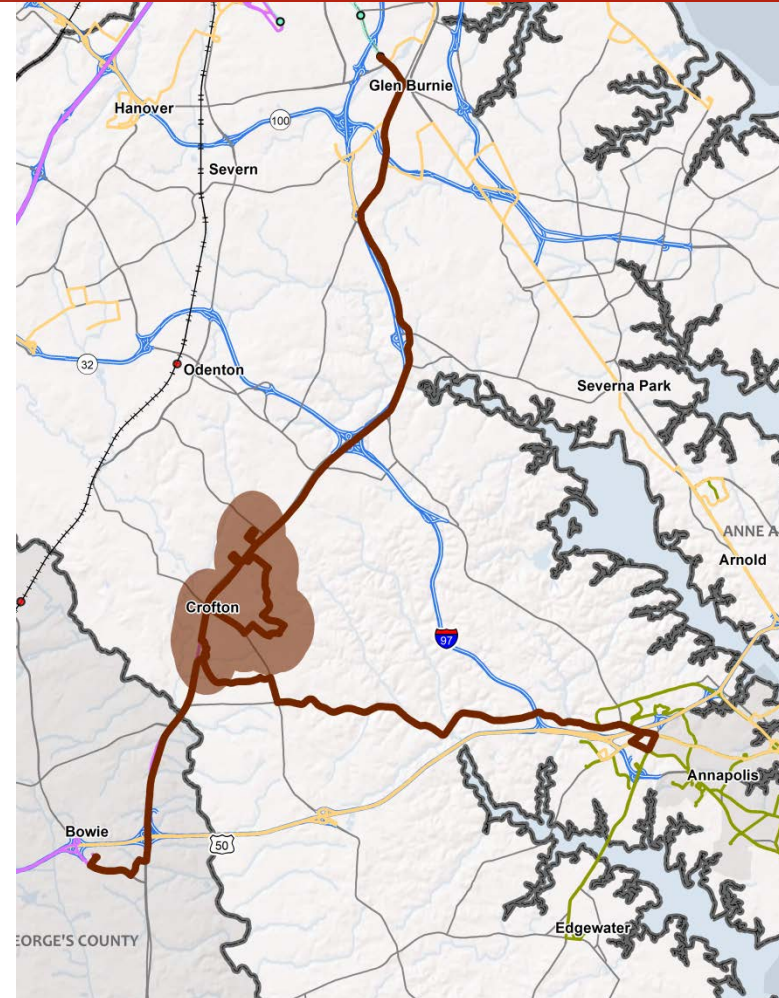 Glen Burnie
Hanover
100
Severn
32
Odenton
Severna Park
ANNE A
Arnold
Crofton
97
Annapolis
Bowie
50
Edgewater
EORGE'S COUNTY